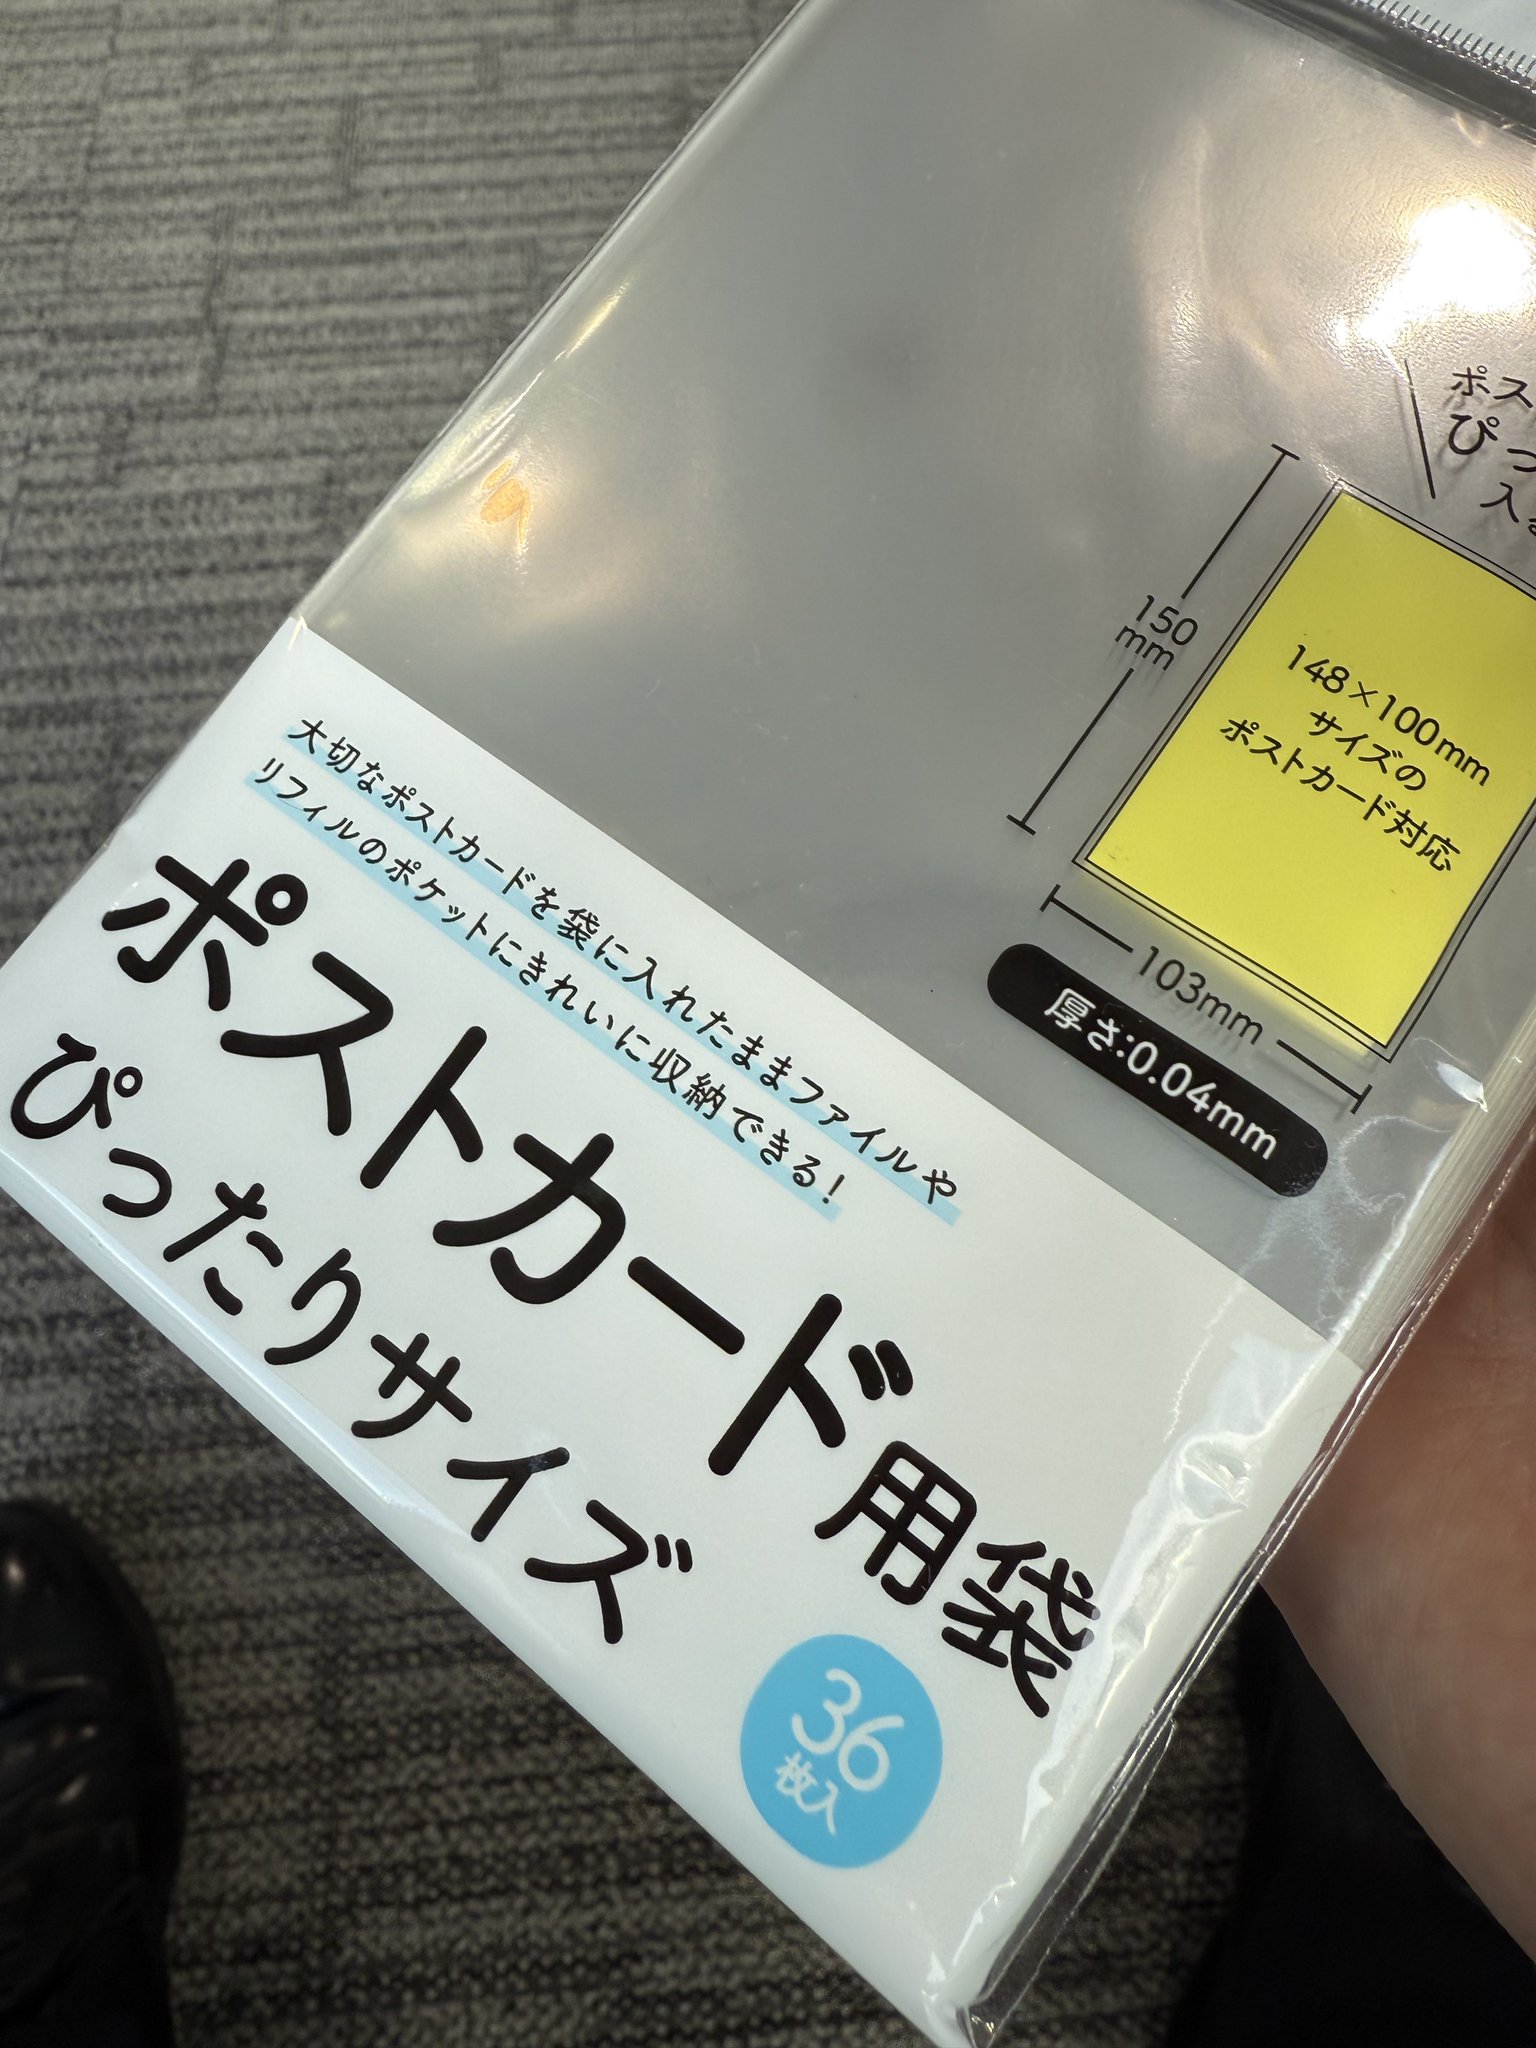 ポス
ぴっ
入る
150
mm
148×100mm
サイズの
ポストカード対応
103mm
厚さ:0.04mm
大切なポストカードを袋に入れたままファイルや
リフィルのポケットにきれいに収納できる!
ポストカード用袋
ぴったりサイズ
36
枚入